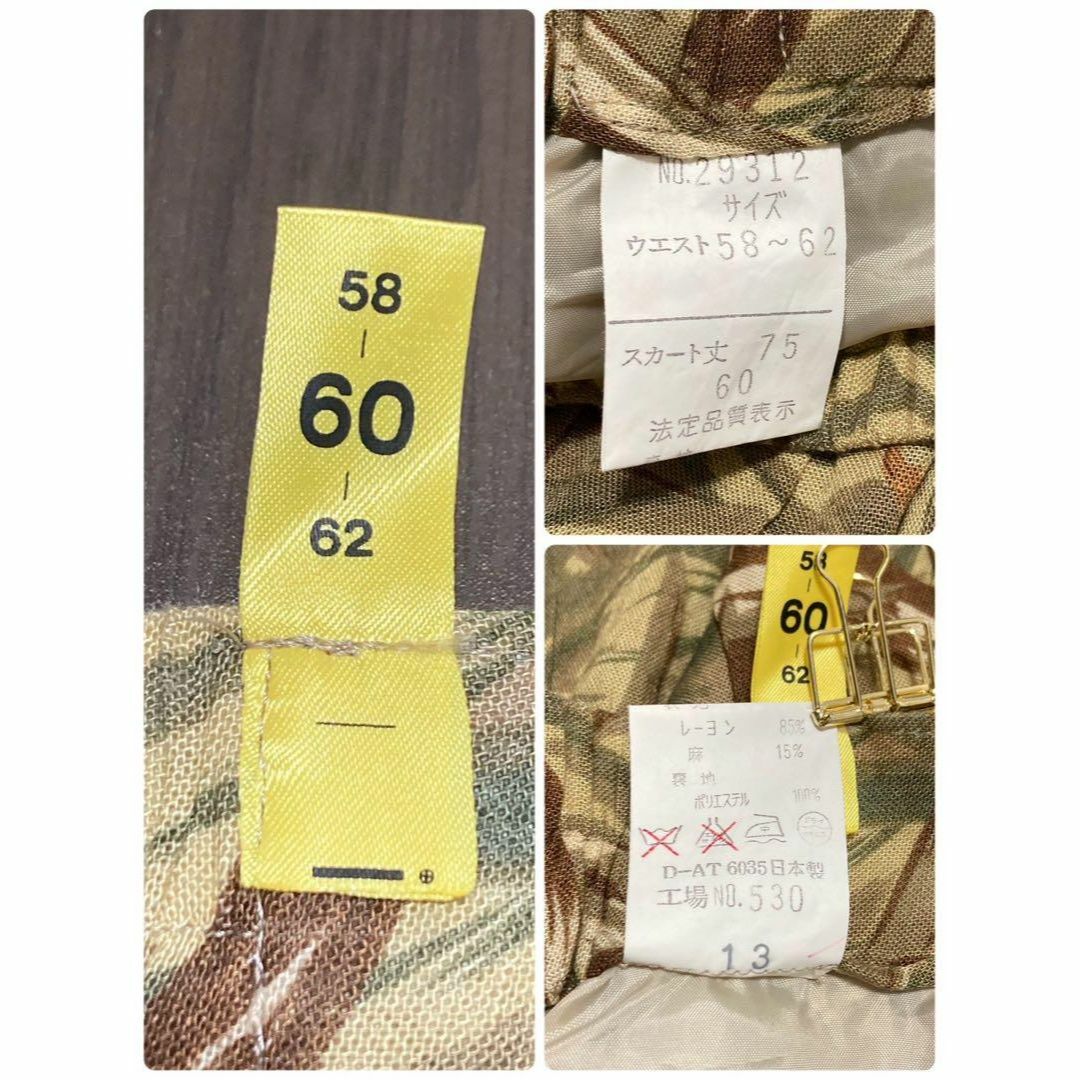 58
60
62
NO.29312
サイズ
ウエスト58～62
スカート丈 75
60
法定品質表示
58
60
62
レーヨン 85%
麻 15%
裏地
ポリエステル 100%
D-AT 6035日本製
工場NO.530
13